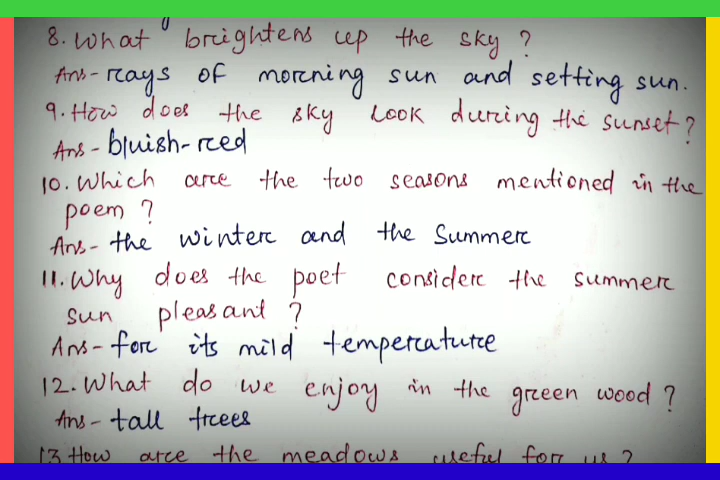 8. What brightens up the sky ?
Ans - rays of morning sun and setting sun.
9. How does the sky look during the sunset ?
Ans - bluish-red
10. Which are the two seasons mentioned in the
poem ?
Ans - the winter and the Summer
11. Why does the poet consider the summer
sun pleasant ?
Ans - for its mild temperature
12. What do we enjoy in the green wood ?
Ans - tall trees
13 How are the meadows useful for us ?